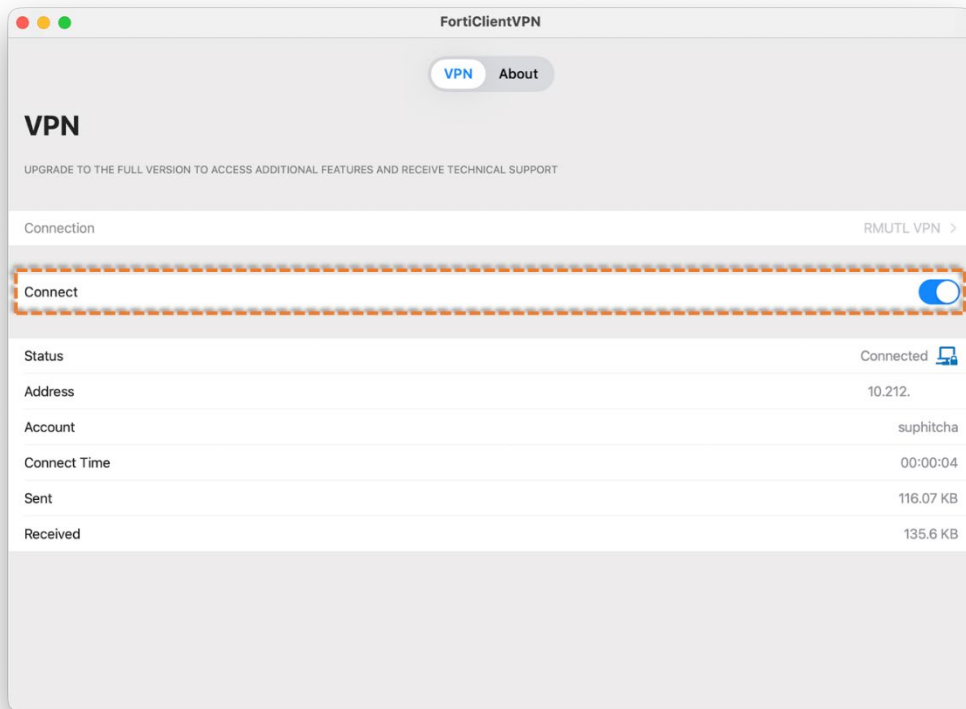 FortiClientVPN
VPN About
VPN
UPGRADE TO THE FULL VERSION TO ACCESS ADDITIONAL FEATURES AND RECEIVE TECHNICAL SUPPORT
Connection RMUTL VPN >
Connect
Status Connected
Address 10.212.
Account suphitcha
Connect Time 00:00:04
Sent 116.07 KB
Received 135.6 KB